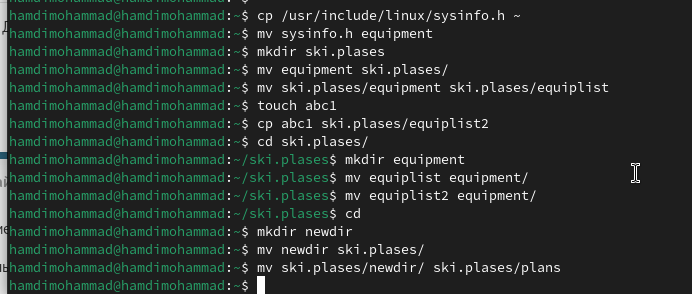 hamdimohammad@hamdimohammad:~$ cp /usr/include/linux/sysinfo.h ~
hamdimohammad@hamdimohammad:~$ mv sysinfo.h equipment
hamdimohammad@hamdimohammad:~$ mkdir ski.plases
hamdimohammad@hamdimohammad:~$ mv equipment ski.plases/
hamdimohammad@hamdimohammad:~$ mv ski.plases/equipment ski.plases/equiplist
hamdimohammad@hamdimohammad:~$ touch abc1
hamdimohammad@hamdimohammad:~$ cp abc1 ski.plases/equiplist2
hamdimohammad@hamdimohammad:~$ cd ski.plases/
hamdimohammad@hamdimohammad:~/ski.plases$ mkdir equipment
hamdimohammad@hamdimohammad:~/ski.plases$ mv equiplist equipment/
hamdimohammad@hamdimohammad:~/ski.plases$ mv equiplist2 equipment/
hamdimohammad@hamdimohammad:~/ski.plases$ cd
hamdimohammad@hamdimohammad:~$ mkdir newdir
hamdimohammad@hamdimohammad:~$ mv newdir ski.plases/
hamdimohammad@hamdimohammad:~$ mv ski.plases/newdir/ ski.plases/plans
hamdimohammad@hamdimohammad:~$